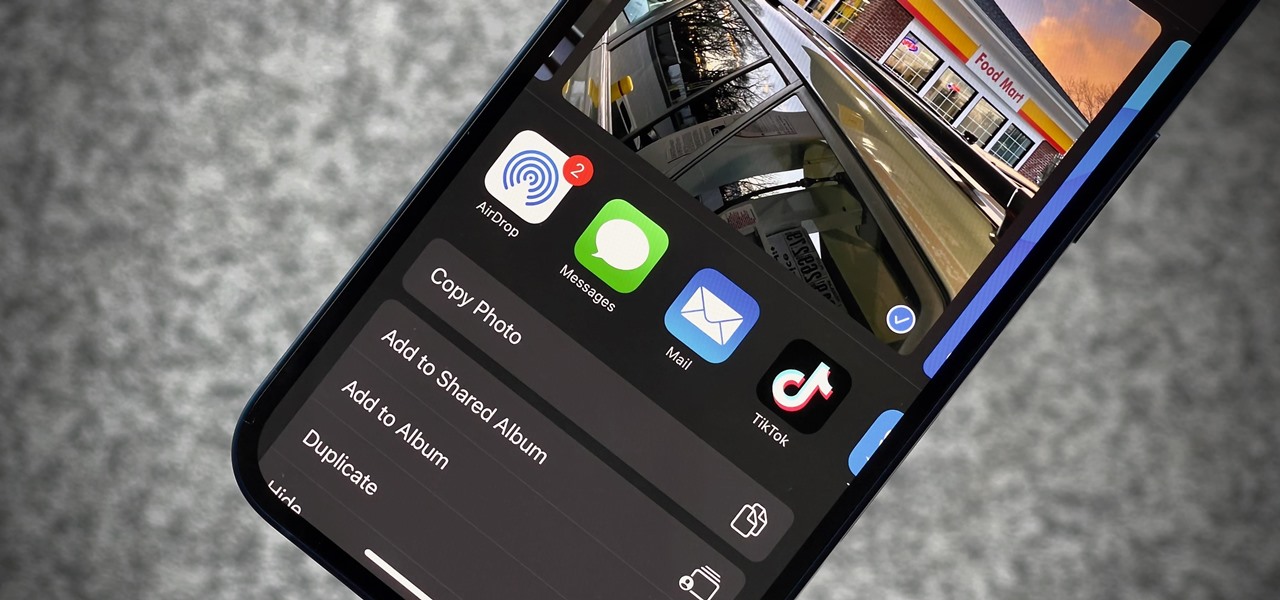 Food Mart
2
AirDrop
Messages
Mail
TikTok
Copy Photo
Add to Shared Album
Add to Album
Duplicate
Hide